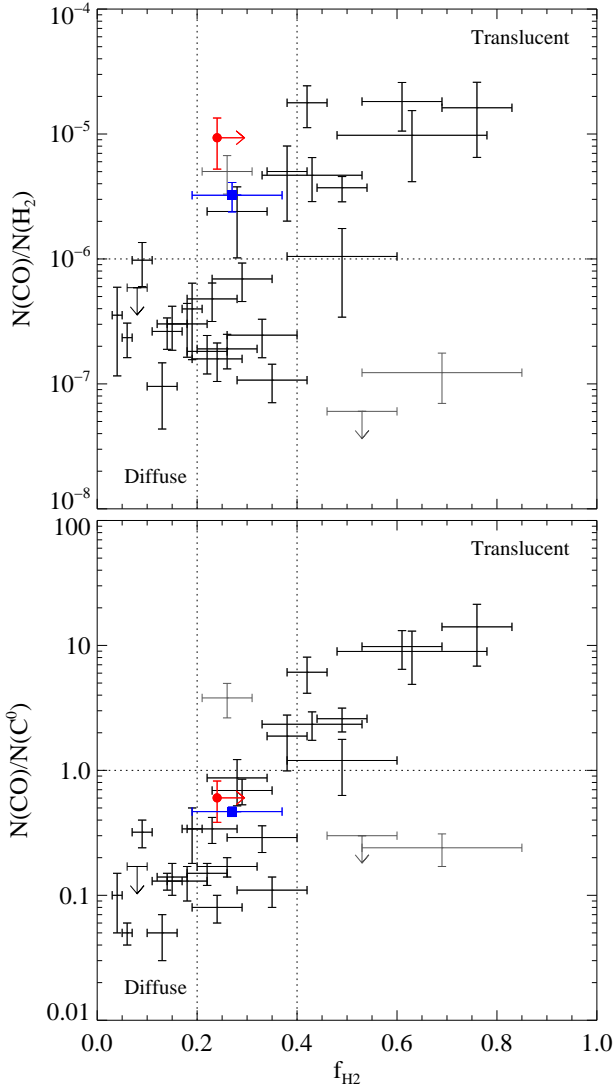 10⁻⁴
Translucent
10⁻⁵
N(CO)/N(H₂)
10⁻⁶
10⁻⁷
Diffuse
10⁻⁸
100
Translucent
10
N(CO)/N(C⁰)
1.0
0.1
Diffuse
0.01
0.0 0.2 0.4 0.6 0.8 1.0
f_H2